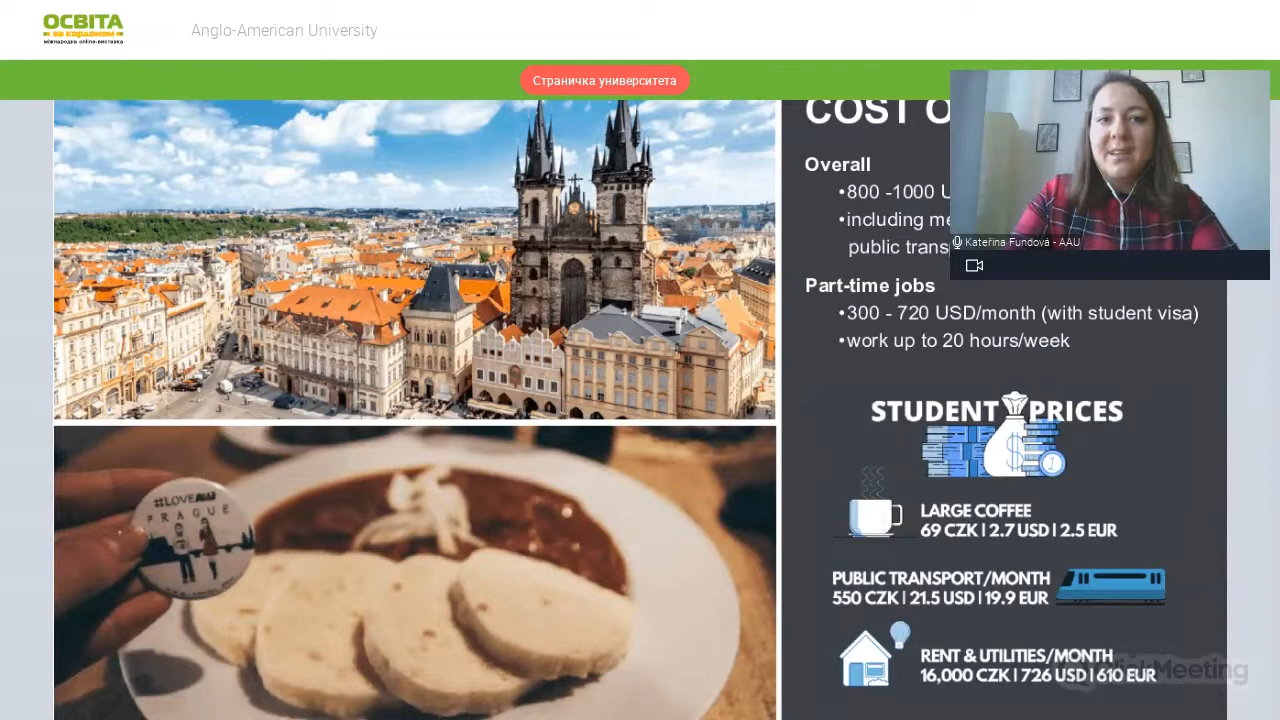 ОСВІТА
за кордоном
міжнародна online-виставка
Anglo-American University
Страничка университета
COST O
Overall
•800 -1000 U
•including me
public transp
Kateřina Fundová - AAU
Part-time jobs
•300 - 720 USD/month (with student visa)
•work up to 20 hours/week
STUDENT PRICES
LARGE COFFEE
69 CZK | 2.7 USD | 2.5 EUR
PUBLIC TRANSPORT/MONTH
550 CZK | 21.5 USD | 19.9 EUR
RENT & UTILITIES/MONTH
16,000 CZK | 726 USD | 610 EUR
#LOVEAAU
PRAGUE